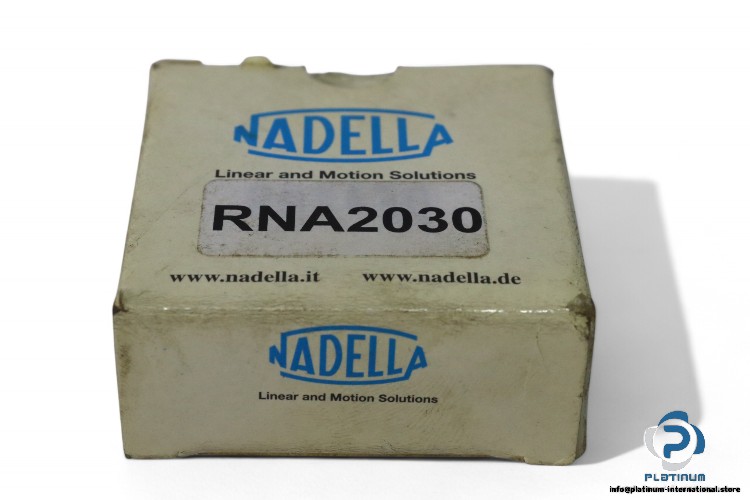 NADELLA
Linear and Motion Solutions
RNA2030
www.nadella.it www.nadella.de
NADELLA
Linear and Motion Solutions
PLATINUM
info@platinum-international.store